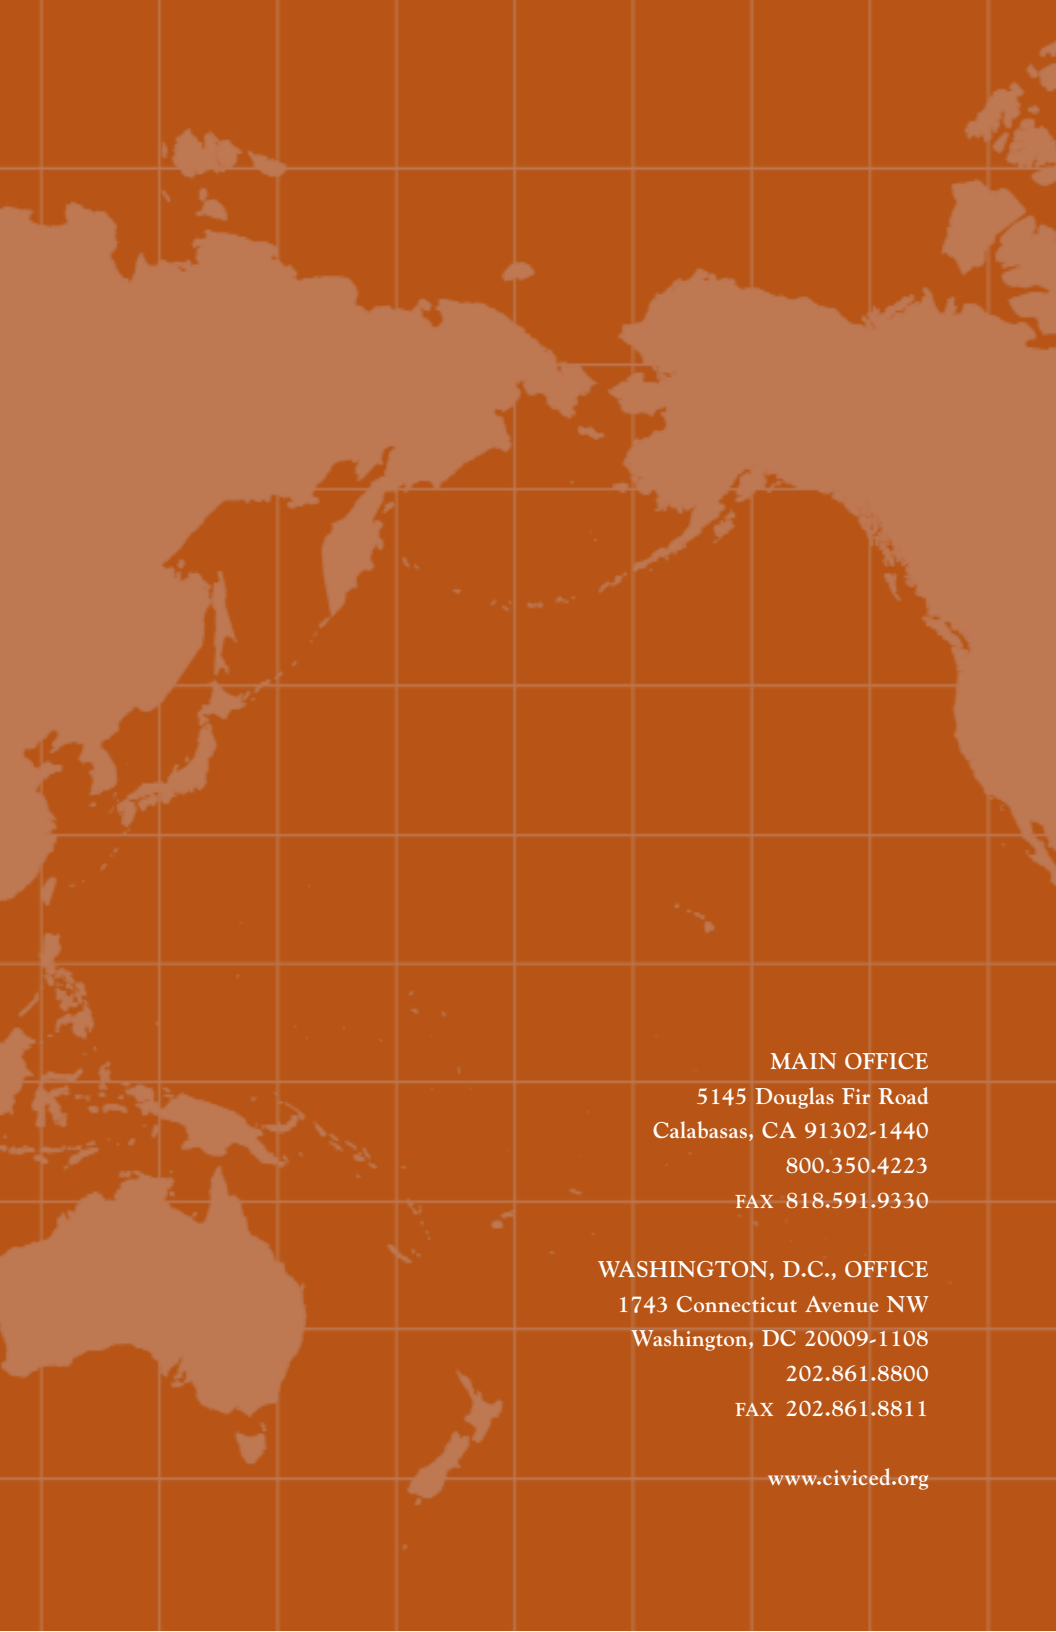 MAIN OFFICE
5145 Douglas Fir Road
Calabasas, CA 91302-1440
800.350.4223
FAX 818.591.9330
WASHINGTON, D.C., OFFICE
1743 Connecticut Avenue NW
Washington, DC 20009-1108
202.861.8800
FAX 202.861.8811
www.civiced.org